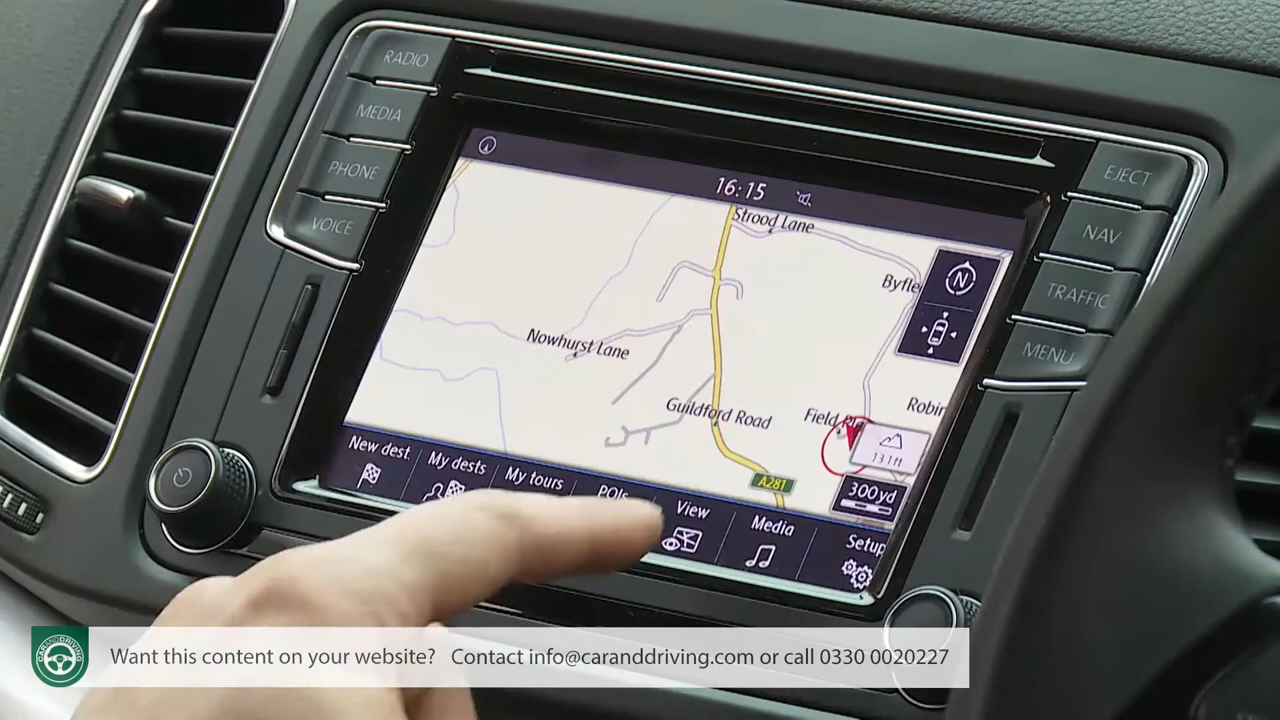 RADIO
MEDIA
PHONE
VOICE
EJECT
NAV
TRAFFIC
MENU
16:15
Strood Lane
Byfle
N
Nowhurst Lane
Guildford Road
Field Pla
Robin
131ft
A281
300yd
New dest.
My dests
My tours
POIs
View
Media
Setup
CARANDDRIVING
Want this content on your website? Contact info@caranddriving.com or call 0330 0020227